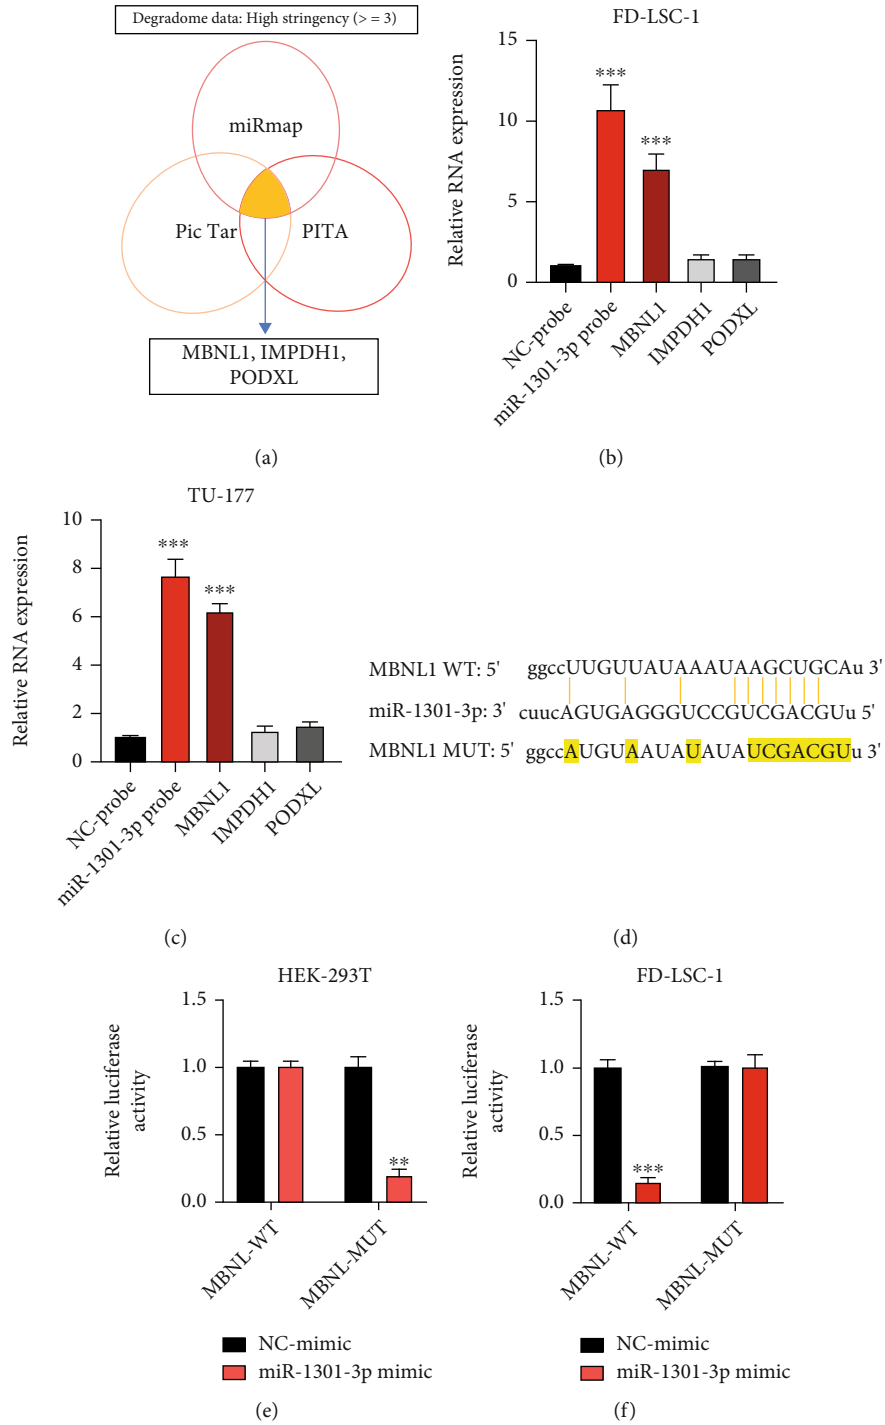 Degradome data: High stringency (> = 3)
miRmap
Pic Tar
PITA
MBNL1, IMPDH1,
PODXL
(a)
FD-LSC-1
Relative RNA expression
15
10
5
0
***
***
NC-probe
miR-1301-3p probe
MBNL1
IMPDH1
PODXL
(b)
TU-177
Relative RNA expression
10
8
6
4
2
0
***
***
NC-probe
miR-1301-3p probe
MBNL1
IMPDH1
PODXL
(c)
MBNL1 WT: 5' ggccUUGUUAUAAAUAAGCUGCAu 3'
miR-1301-3p: 3' cuucAGUGAGGGUCCGUCGACGUu 5'
MBNL1 MUT: 5' ggccAUGUAAUAUAUAUCGACGUu 3'
(d)
HEK-293T
Relative luciferase
activity
1.5
1.0
0.5
0.0
**
MBNL-WT
MBNL-MUT
NC-mimic
miR-1301-3p mimic
(e)
FD-LSC-1
Relative luciferase
activity
1.5
1.0
0.5
0.0
***
MBNL-WT
MBNL-MUT
NC-mimic
miR-1301-3p mimic
(f)